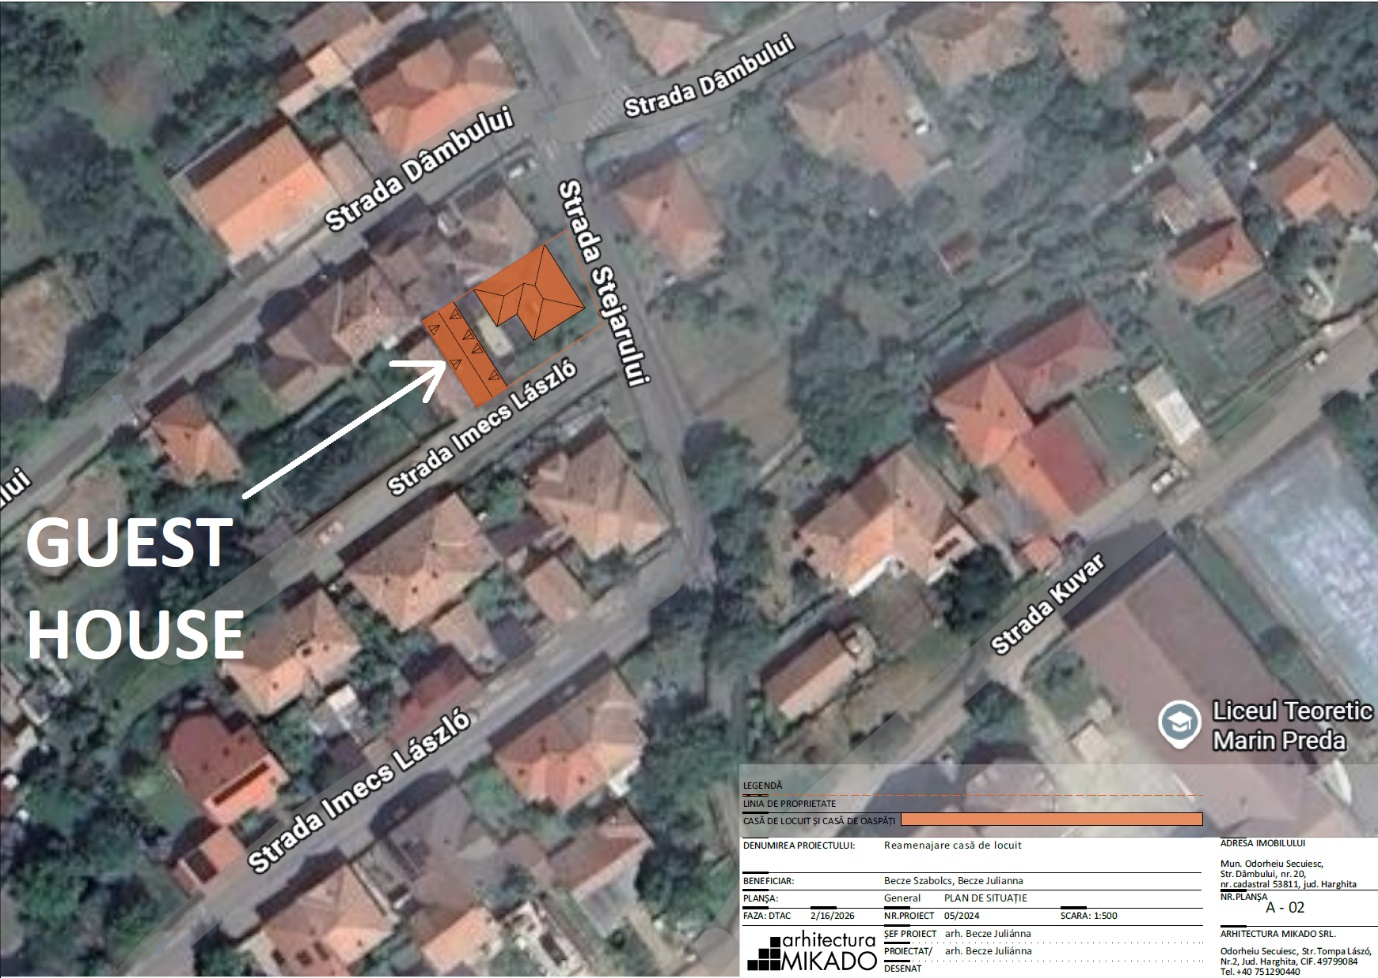 Strada Dâmbului
Strada Dâmbului
Strada Stejarului
Strada Imecs László
lui
GUEST
HOUSE
Strada Kuvar
Strada Imecs László
Liceul Teoretic
Marin Preda
LEGENDĂ
LINIA DE PROPRIETATE
CASĂ DE LOCUIT ȘI CASĂ DE OASPĂȚI
DENUMIREA PROIECTULUI: Reamenajare casă de locuit
BENEFICIAR: Becze Szabolcs, Becze Julianna
PLANȘA: General PLAN DE SITUAȚIE
FAZA: DTAC 2/16/2026 NR.PROIECT 05/2024 SCARA: 1:500
arhitectura
MIKADO
ȘEF PROIECT arh. Becze Juliánna
PROIECTAT/ arh. Becze Juliánna
DESENAT
ADRESA IMOBILULUI
Mun. Odorheiu Secuiesc,
Str. Dâmbului, nr. 20,
nr. cadastral 53811, jud. Harghita
NR.PLANȘA
A - 02
ARHITECTURA MIKADO SRL.
Odorheiu Secuiesc, Str. Tompa László,
Nr.2, Jud. Harghita, CIF. 49799084
Tel. +40 751290440